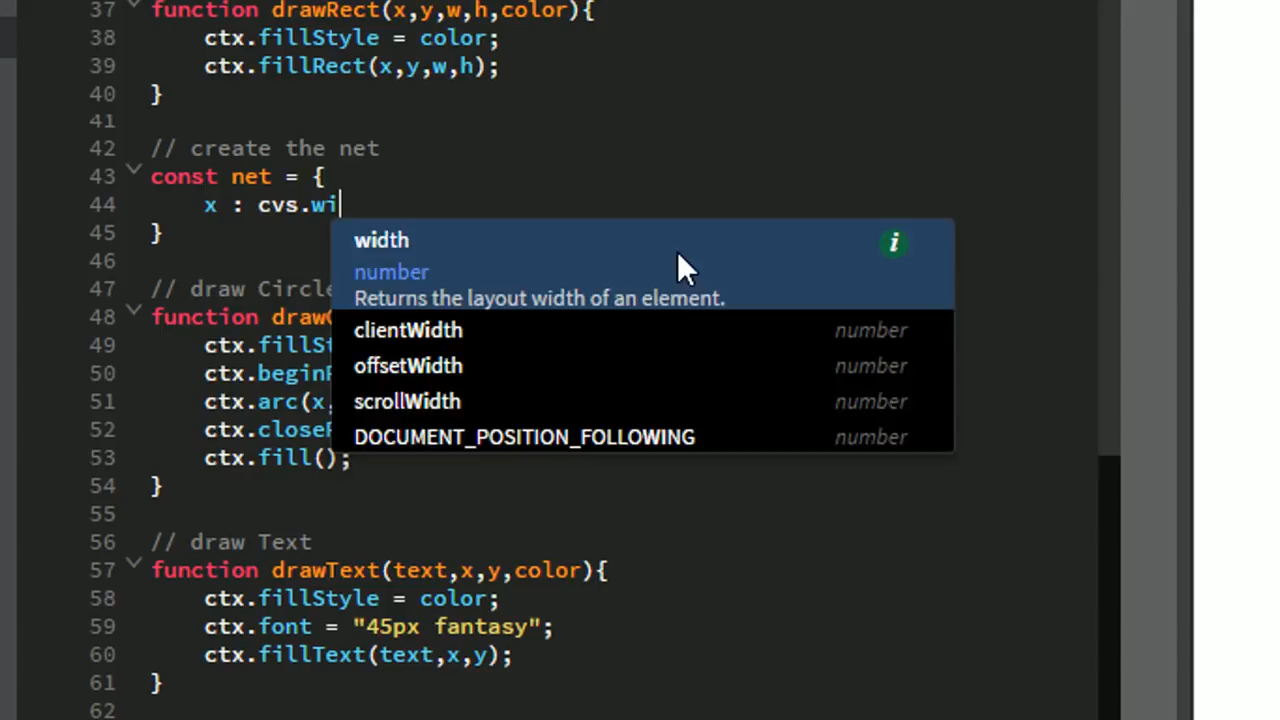 37 function drawRect(x,y,w,h,color){
38 ctx.fillStyle = color;
39 ctx.fillRect(x,y,w,h);
40 }
41
42 // create the net
43 const net = {
44 x : cvs.wi
45 }
width
number
Returns the layout width of an element.
clientWidth number
offsetWidth number
scrollWidth number
DOCUMENT_POSITION_FOLLOWING number
46
47 // draw Circle
48 function draw
49 ctx.fillSt
50 ctx.begin
51 ctx.arc(x,
52 ctx.close
53 ctx.fill();
54 }
55
56 // draw Text
57 function drawText(text,x,y,color){
58 ctx.fillStyle = color;
59 ctx.font = "45px fantasy";
60 ctx.fillText(text,x,y);
61 }
62